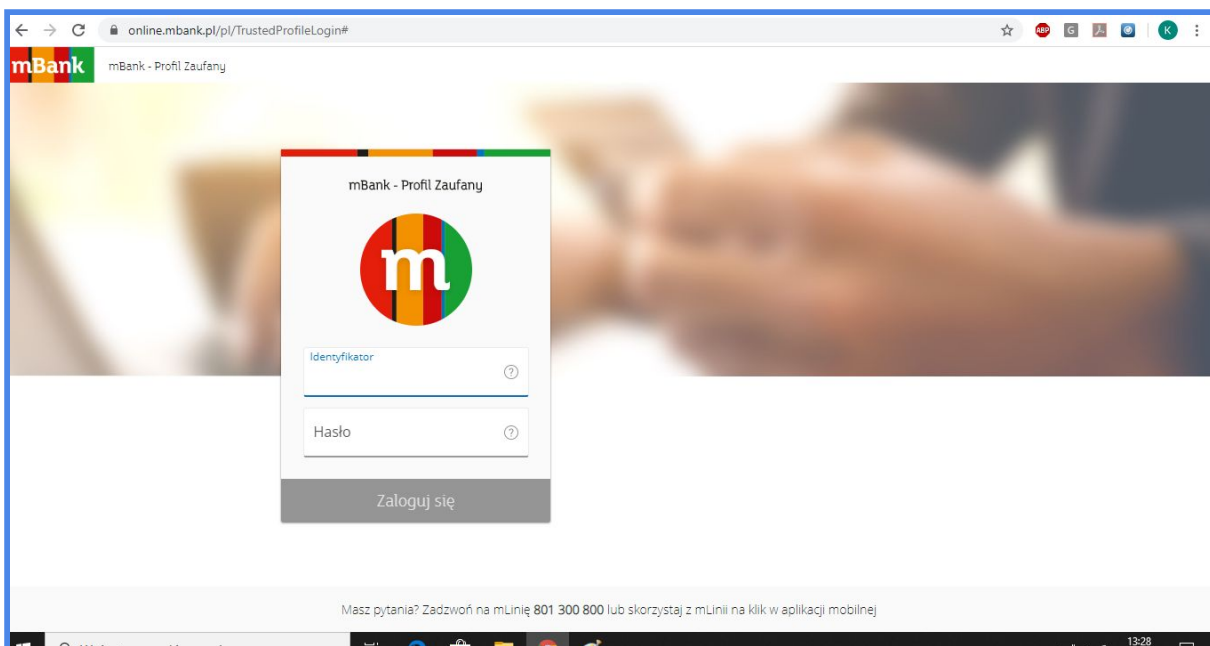 online.mbank.pl/pl/TrustedProfileLogin#
ABP
G
K
mBank
mBank - Profil Zaufany
mBank - Profil Zaufany
m
Identyfikator
?
Hasło
?
Zaloguj się
Masz pytania? Zadzwoń na mLinię 801 300 800 lub skorzystaj z mLinii na klik w aplikacji mobilnej
13:28